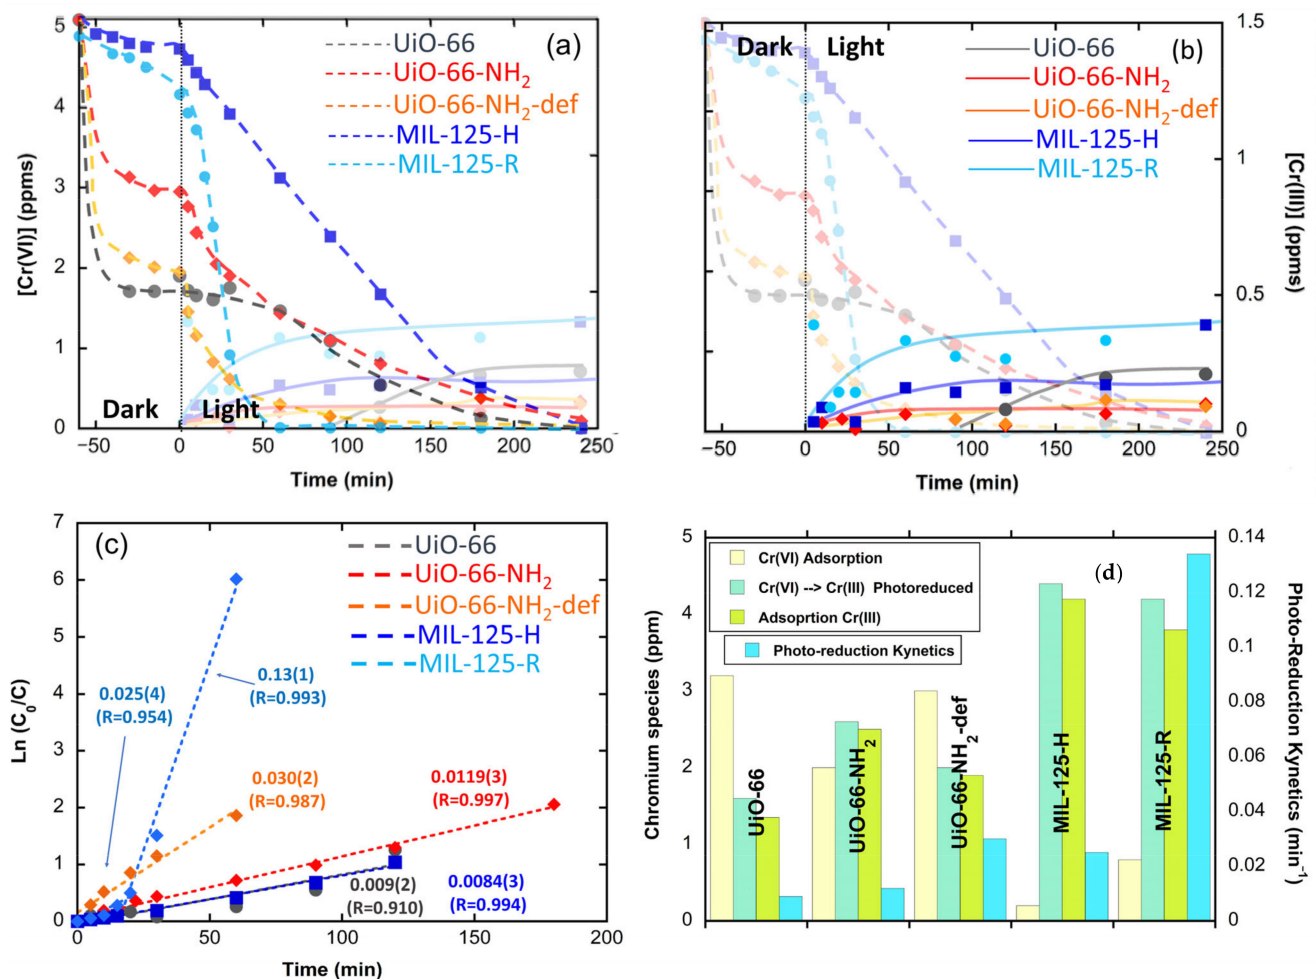 (a)
UiO-66
UiO-66-NH2
UiO-66-NH2-def
MIL-125-H
MIL-125-R
5
4
3
2
1
0
[Cr(VI)] (ppms)
Dark
Light
−50
0
50
100
150
200
250
Time (min)
(b)
Dark
Light
UiO-66
UiO-66-NH2
UiO-66-NH2-def
MIL-125-H
MIL-125-R
1.5
1
0.5
0
[Cr(III)] (ppms)
−50
0
50
100
150
200
250
Time (min)
(c)
UiO-66
UiO-66-NH2
UiO-66-NH2-def
MIL-125-H
MIL-125-R
7
6
5
4
3
2
1
0
Ln (C0/C)
0.025(4)
(R=0.954)
0.13(1)
(R=0.993)
0.030(2)
(R=0.987)
0.0119(3)
(R=0.997)
0.009(2)
(R=0.910)
0.0084(3)
(R=0.994)
0
50
100
150
200
Time (min)
(d)
Cr(VI) Adsorption
Cr(VI) --> Cr(III) Photoreduced
Adsoprtion Cr(III)
Photo-reduction Kynetics
5
4
3
2
1
0
Chromium species (ppm)
UiO-66
UiO-66-NH2
UiO-66-NH2-def
MIL-125-H
MIL-125-R
0.14
0.12
0.1
0.08
0.06
0.04
0.02
0
Photo-Reduction Kynetics (min-1)